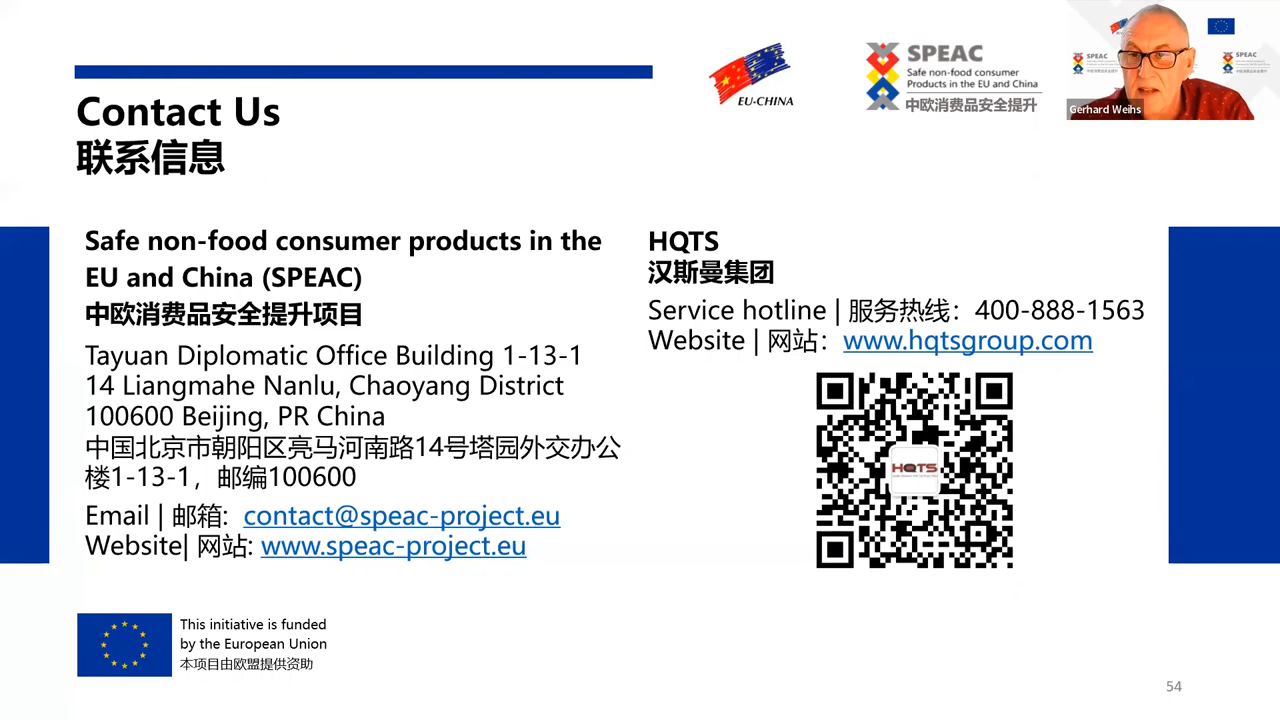 Contact Us
联系信息
EU-CHINA
SPEAC
Safe non-food consumer
Products in the EU and China
中欧消费品安全提升
SPEAC
SPEAC
Gerhard Weihs
Safe non-food consumer products in the
EU and China (SPEAC)
中欧消费品安全提升项目
Tayuan Diplomatic Office Building 1-13-1
14 Liangmahe Nanlu, Chaoyang District
100600 Beijing, PR China
中国北京市朝阳区亮马河南路14号塔园外交办公
楼1-13-1，邮编100600
Email | 邮箱: contact@speac-project.eu
Website| 网站: www.speac-project.eu
HQTS
汉斯曼集团
Service hotline | 服务热线：400-888-1563
Website | 网站：www.hqtsgroup.com
HQTS
This initiative is funded
by the European Union
本项目由欧盟提供资助
54